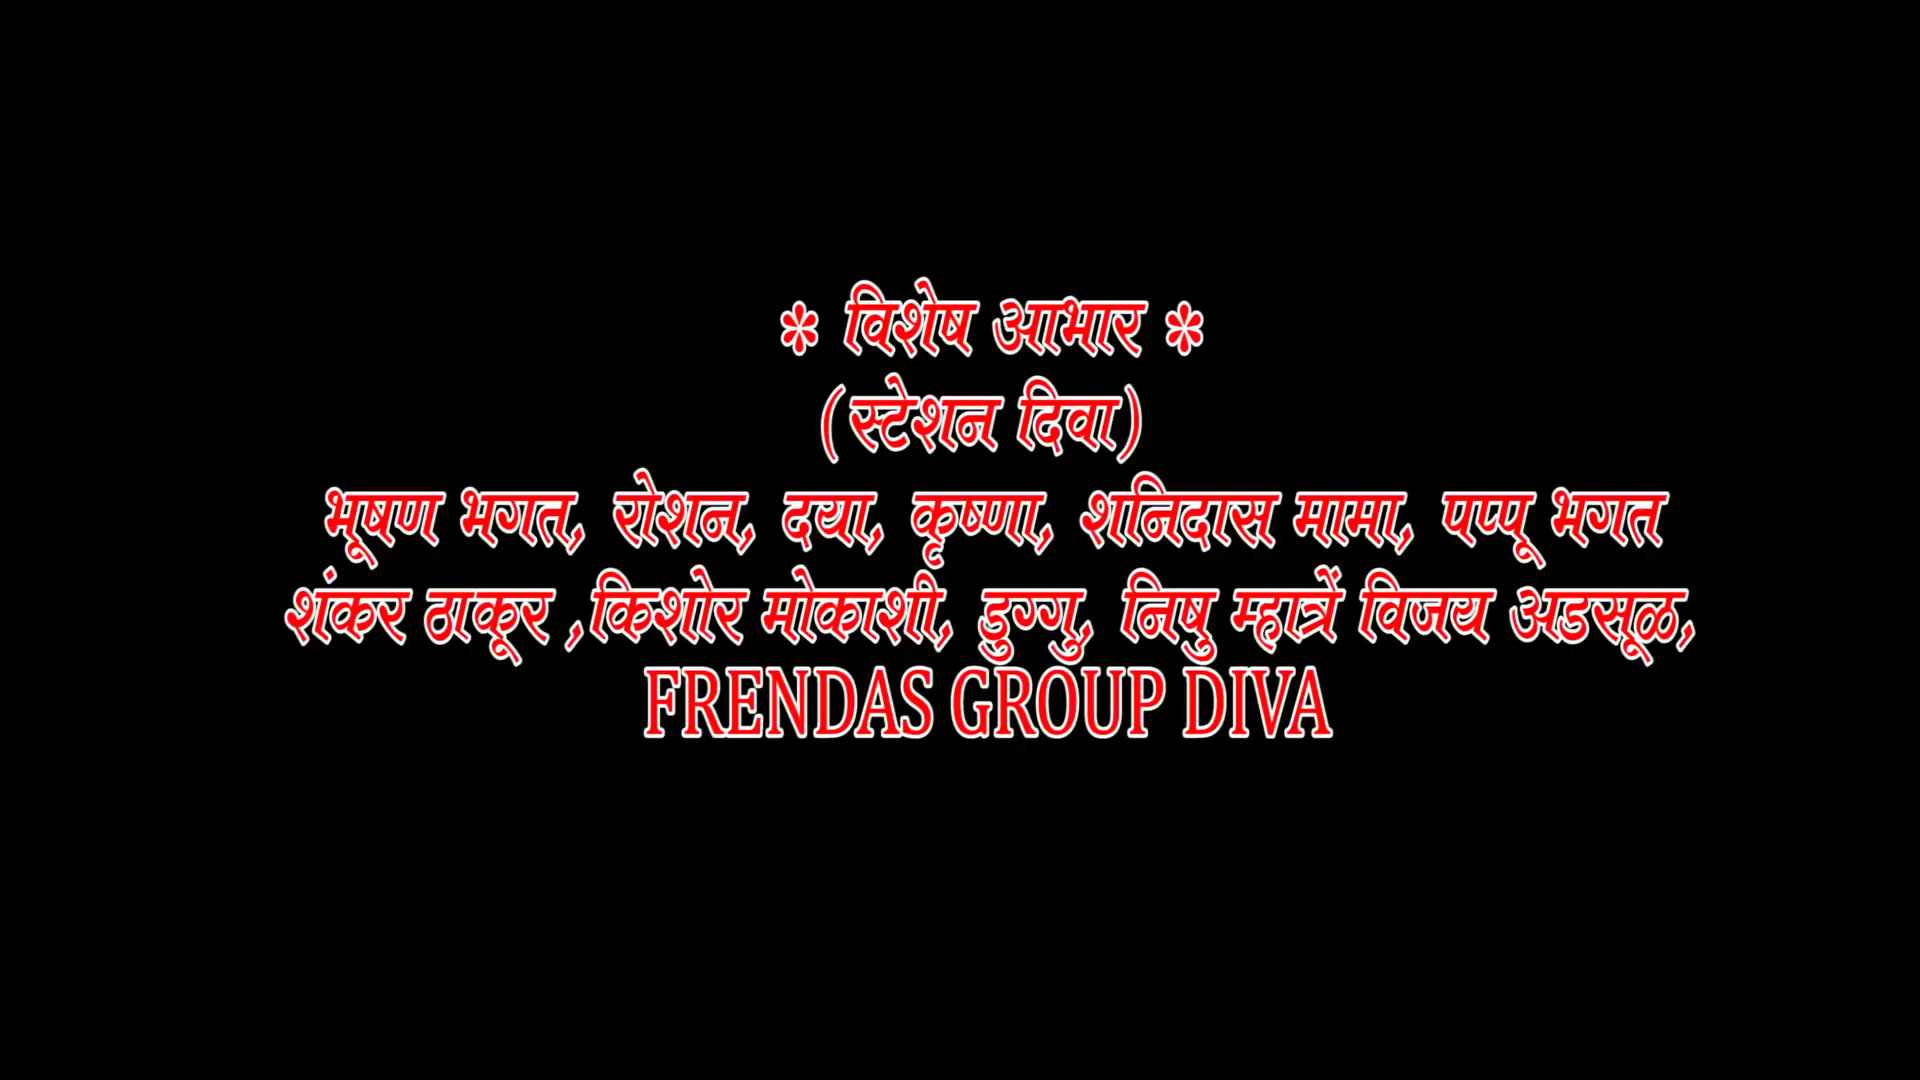 * विशेष आभार *
(स्टेशन दिवा)
भूषण भगत, रोशन, दया, कृष्णा, शनिदास मामा, पप्पू भगत
शंकर ठाकूर ,किशोर मोकाशी, डुग्गु, निषु म्हात्रें विजय अडसूळ,
FRENDAS GROUP DIVA